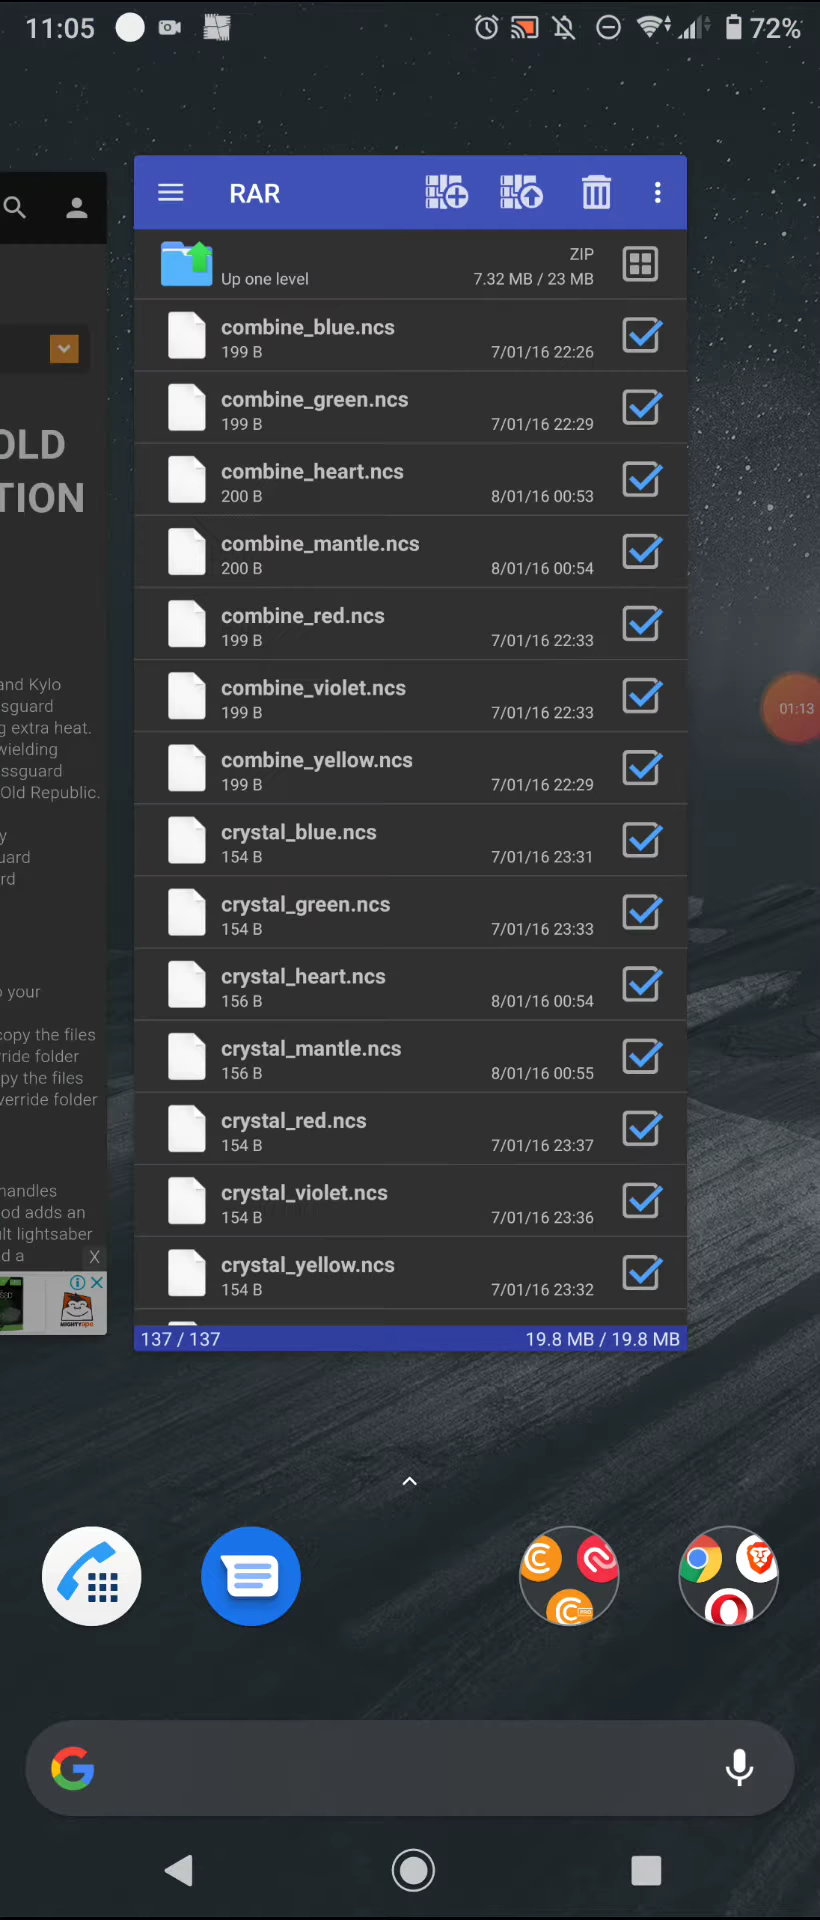 11:05
72%
RAR
ZIP
Up one level
7.32 MB / 23 MB
combine_blue.ncs
199 B
7/01/16 22:26
combine_green.ncs
199 B
7/01/16 22:29
combine_heart.ncs
200 B
8/01/16 00:53
combine_mantle.ncs
200 B
8/01/16 00:54
combine_red.ncs
199 B
7/01/16 22:33
combine_violet.ncs
199 B
7/01/16 22:33
combine_yellow.ncs
199 B
7/01/16 22:29
crystal_blue.ncs
154 B
7/01/16 23:31
crystal_green.ncs
154 B
7/01/16 23:33
crystal_heart.ncs
156 B
8/01/16 00:54
crystal_mantle.ncs
156 B
8/01/16 00:55
crystal_red.ncs
154 B
7/01/16 23:37
crystal_violet.ncs
154 B
7/01/16 23:36
crystal_yellow.ncs
154 B
7/01/16 23:32
137 / 137
19.8 MB / 19.8 MB
OLD
TION
and Kylo
sguard
g extra heat.
wielding
ssguard
Old Republic.
y
uard
rd
o your
copy the files
ride folder
py the files
verride folder
handles
od adds an
lt lightsaber
d a
X
MIGHTYape
01:13